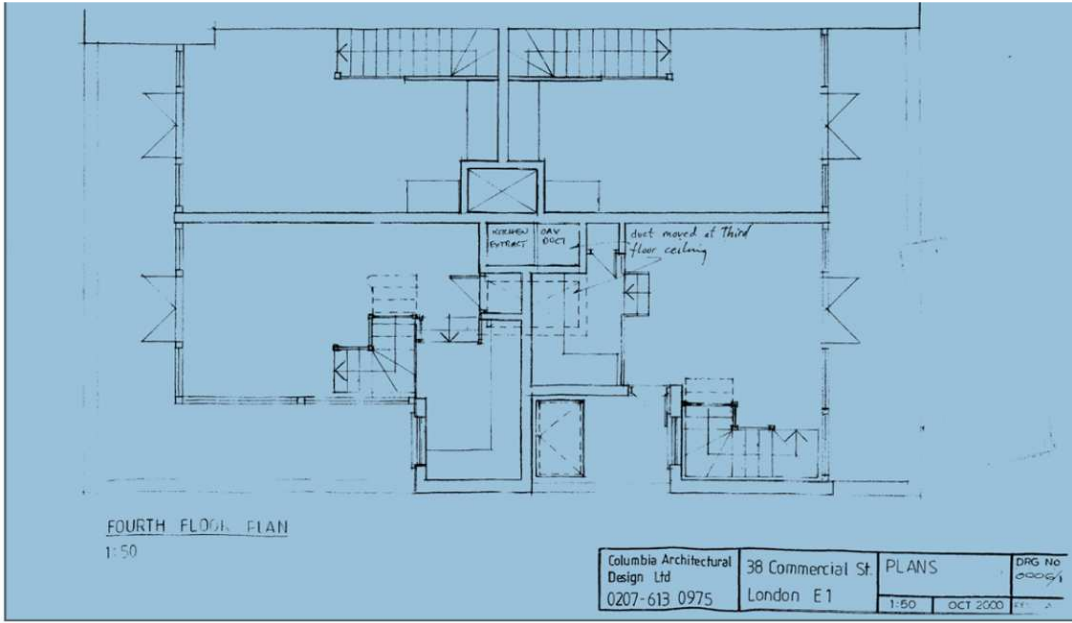 KITCHEN
EXTRACT
DUCT
duct moved at Third
floor ceiling
FOURTH FLOOR PLAN
1:50
Columbia Architectural
Design Ltd
0207-613 0975
38 Commercial St.
London E1
PLANS
1:50
OCT 2000
DRG No